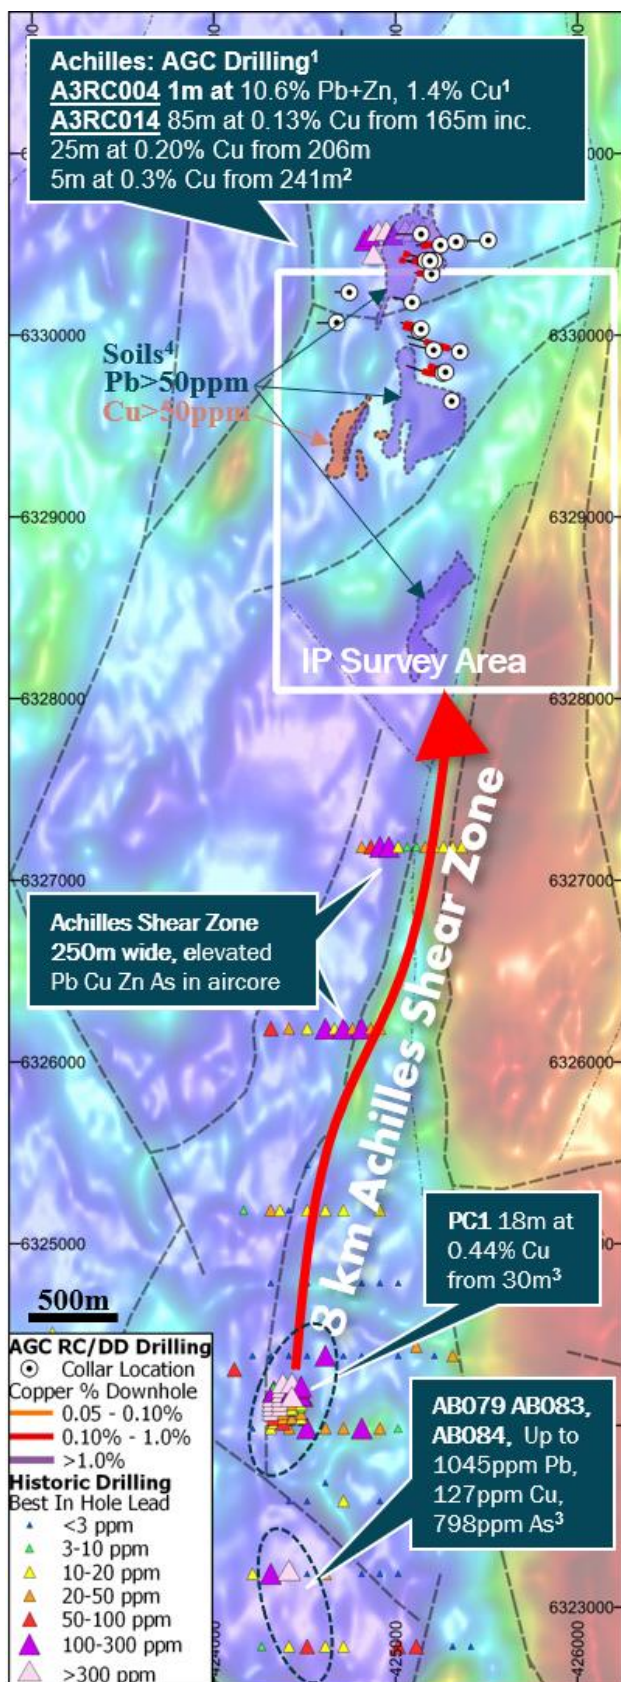 Achilles: AGC Drilling¹
A3RC004 1m at 10.6% Pb+Zn, 1.4% Cu¹
A3RC014 85m at 0.13% Cu from 165m inc.
25m at 0.20% Cu from 206m
5m at 0.3% Cu from 241m²
6330000
6330000
Soils⁴
Pb>50ppm
Cu>50ppm
6329000
6329000
IP Survey Area
6328000
6328000
8 km Achilles Shear Zone
6327000
6327000
Achilles Shear Zone
250m wide, elevated
Pb Cu Zn As in aircore
6326000
6326000
PC1 18m at
0.44% Cu
from 30m³
6325000
500m
AB079 AB083,
AB084, Up to
1045ppm Pb,
127ppm Cu,
798ppm As³
AGC RC/DD Drilling
Collar Location
Copper % Downhole
0.05 - 0.10%
0.10% - 1.0%
>1.0%
Historic Drilling
Best In Hole Lead
<3 ppm
3-10 ppm
10-20 ppm
20-50 ppm
50-100 ppm
100-300 ppm
>300 ppm
6323000
424000
425000
426000